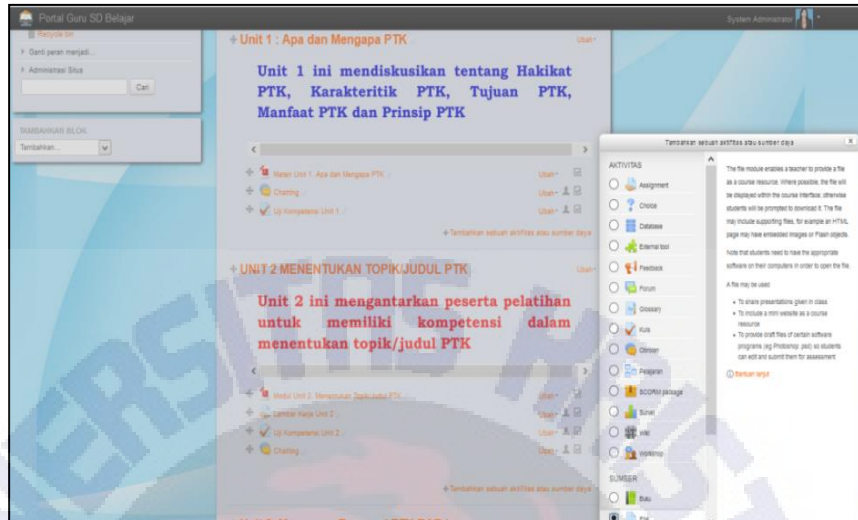 Portal Guru SD Belajar
System Administrator
Recycle bin
Ganti peran menjadi...
Administrasi Situs
Cari
TAMBAHKAN BLOK
Tambahkan...
Unit 1 : Apa dan Mengapa PTK
Ubah
Unit 1 ini mendiskusikan tentang Hakikat
PTK, Karakteritik PTK, Tujuan PTK,
Manfaat PTK dan Prinsip PTK
Materi Unit 1 Apa dan Mengapa PTK
Ubah
Chatting
Ubah
Uji Kompetensi Unit 1
Ubah
Tambahkan sebuah aktifitas atau sumber daya
UNIT 2 MENENTUKAN TOPIK/JUDUL PTK
Ubah
Unit 2 ini mengantarkan peserta pelatihan
untuk memiliki kompetensi dalam
menentukan topik/judul PTK
Modul Unit 2 Menentukan Topik/Judul PTK
Ubah
Lembar Kerja Unit 2
Ubah
Uji Kompetensi Unit 2
Ubah
Chatting
Ubah
Tambahkan sebuah aktifitas atau sumber daya
Tambahkan sebuah aktifitas atau sumber daya
X
AKTIVITAS
Assignment
Choice
Database
External tool
Feedback
Forum
Glossary
Kuis
Obrolan
Pelajaran
SCORM package
Survei
Wiki
Workshop
SUMBER
Buku
File
The file module enables a teacher to provide a file
as a course resource. Where possible, the file will
be displayed within the course interface; otherwise
students will be prompted to download it. The file
may include supporting files, for example an HTML
page may have embedded images or Flash objects.
Note that students need to have the appropriate
software on their computers in order to open the file.
A file may be used
• To share presentations given in class
• To include a mini website as a course
resource
• To provide draft files of certain software
programs (eg Photoshop .psd) so students
can edit and submit them for assessment
Bantuan lanjut